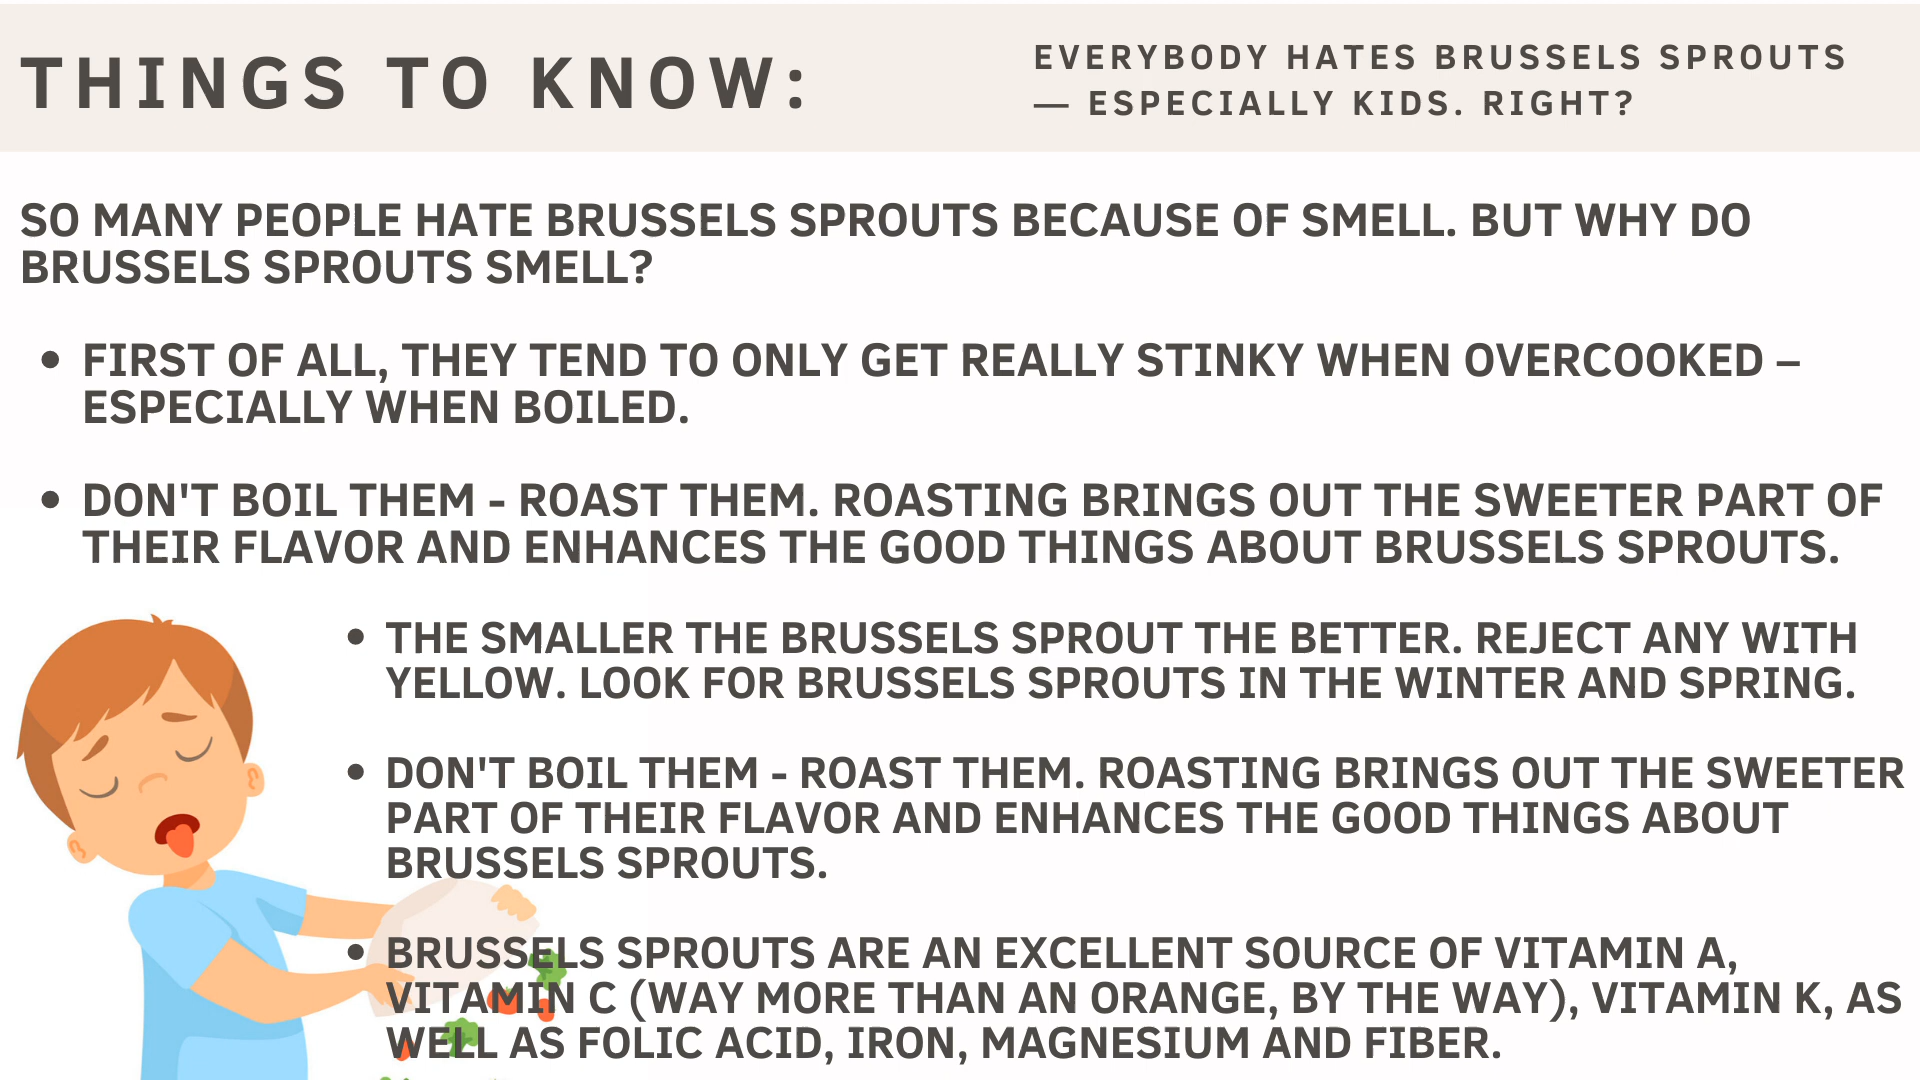 THINGS TO KNOW:
EVERYBODY HATES BRUSSELS SPROUTS
— ESPECIALLY KIDS. RIGHT?
SO MANY PEOPLE HATE BRUSSELS SPROUTS BECAUSE OF SMELL. BUT WHY DO
BRUSSELS SPROUTS SMELL?
• FIRST OF ALL, THEY TEND TO ONLY GET REALLY STINKY WHEN OVERCOOKED –
ESPECIALLY WHEN BOILED.
• DON'T BOIL THEM - ROAST THEM. ROASTING BRINGS OUT THE SWEETER PART OF
THEIR FLAVOR AND ENHANCES THE GOOD THINGS ABOUT BRUSSELS SPROUTS.
• THE SMALLER THE BRUSSELS SPROUT THE BETTER. REJECT ANY WITH
YELLOW. LOOK FOR BRUSSELS SPROUTS IN THE WINTER AND SPRING.
• DON'T BOIL THEM - ROAST THEM. ROASTING BRINGS OUT THE SWEETER
PART OF THEIR FLAVOR AND ENHANCES THE GOOD THINGS ABOUT
BRUSSELS SPROUTS.
• BRUSSELS SPROUTS ARE AN EXCELLENT SOURCE OF VITAMIN A,
VITAMIN C (WAY MORE THAN AN ORANGE, BY THE WAY), VITAMIN K, AS
WELL AS FOLIC ACID, IRON, MAGNESIUM AND FIBER.